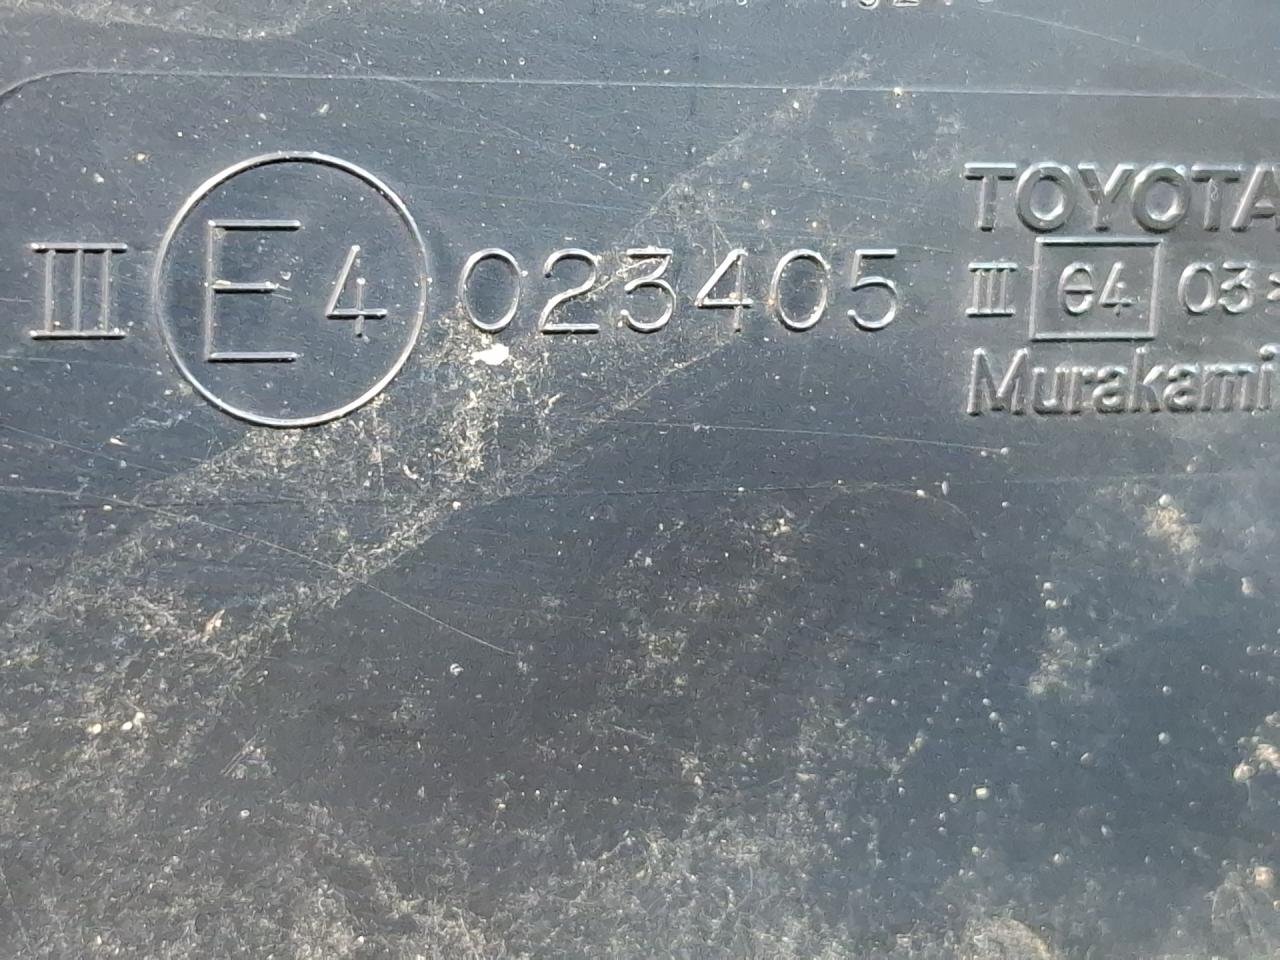 TOYOTA
III E4 023405 III e4 03
Murakami